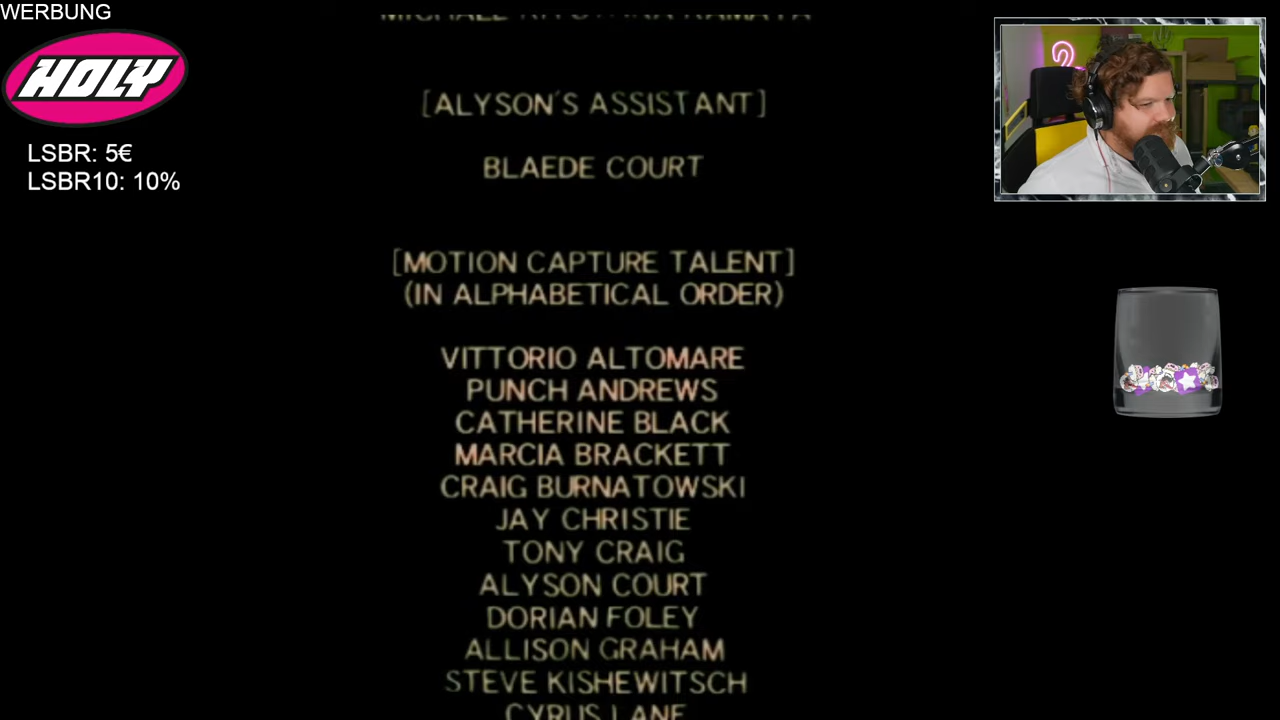 WERBUNG
HOLY
LSBR: 5€
LSBR10: 10%
[ALYSON'S ASSISTANT]
BLAEDE COURT
[MOTION CAPTURE TALENT]
(IN ALPHABETICAL ORDER)
VITTORIO ALTOMARE
PUNCH ANDREWS
CATHERINE BLACK
MARCIA BRACKETT
CRAIG BURNATOWSKI
JAY CHRISTIE
TONY CRAIG
ALYSON COURT
DORIAN FOLEY
ALLISON GRAHAM
STEVE KISHEWITSCH
CYRUS LANE